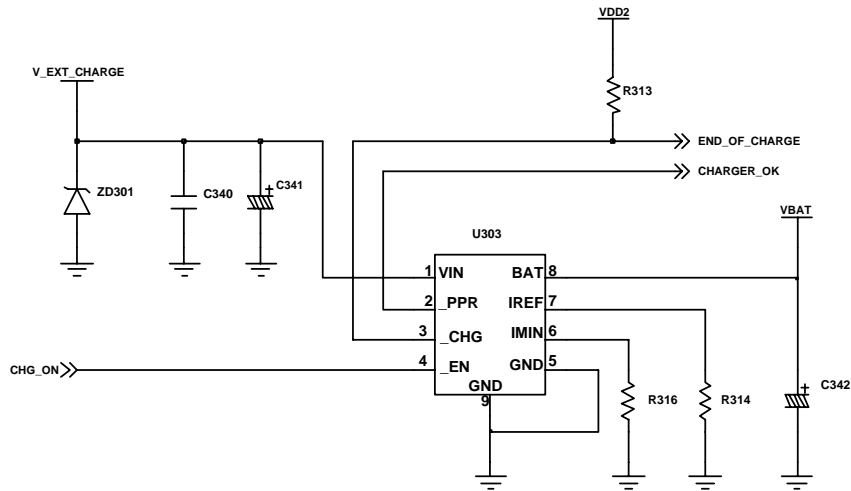 VDD2
R313
V_EXT_CHARGE
END_OF_CHARGE
CHARGER_OK
ZD301
C340
C341
VBAT
U303
1 VIN BAT 8
2 _PPR IREF 7
3 _CHG IMIN 6
4 _EN GND 5
GND
9
CHG_ON
R316
R314
C342